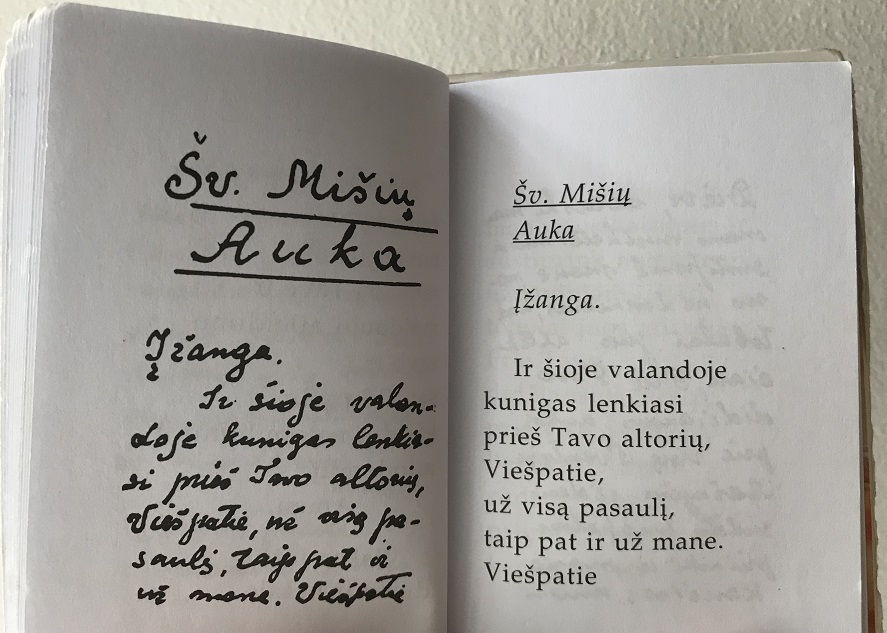 Šv. Mišių
Auka
Įžanga.
Ir šioje valan-
doje kunigas lenkia-
si prieš Tavo altorių,
Viešpatie, už visą pa-
saulį, taip pat ir
už mane. Viešpatie
Šv. Mišių
Auka
Įžanga.
Ir šioje valandoje
kunigas lenkiasi
prieš Tavo altorių,
Viešpatie,
už visą pasaulį,
taip pat ir už mane.
Viešpatie